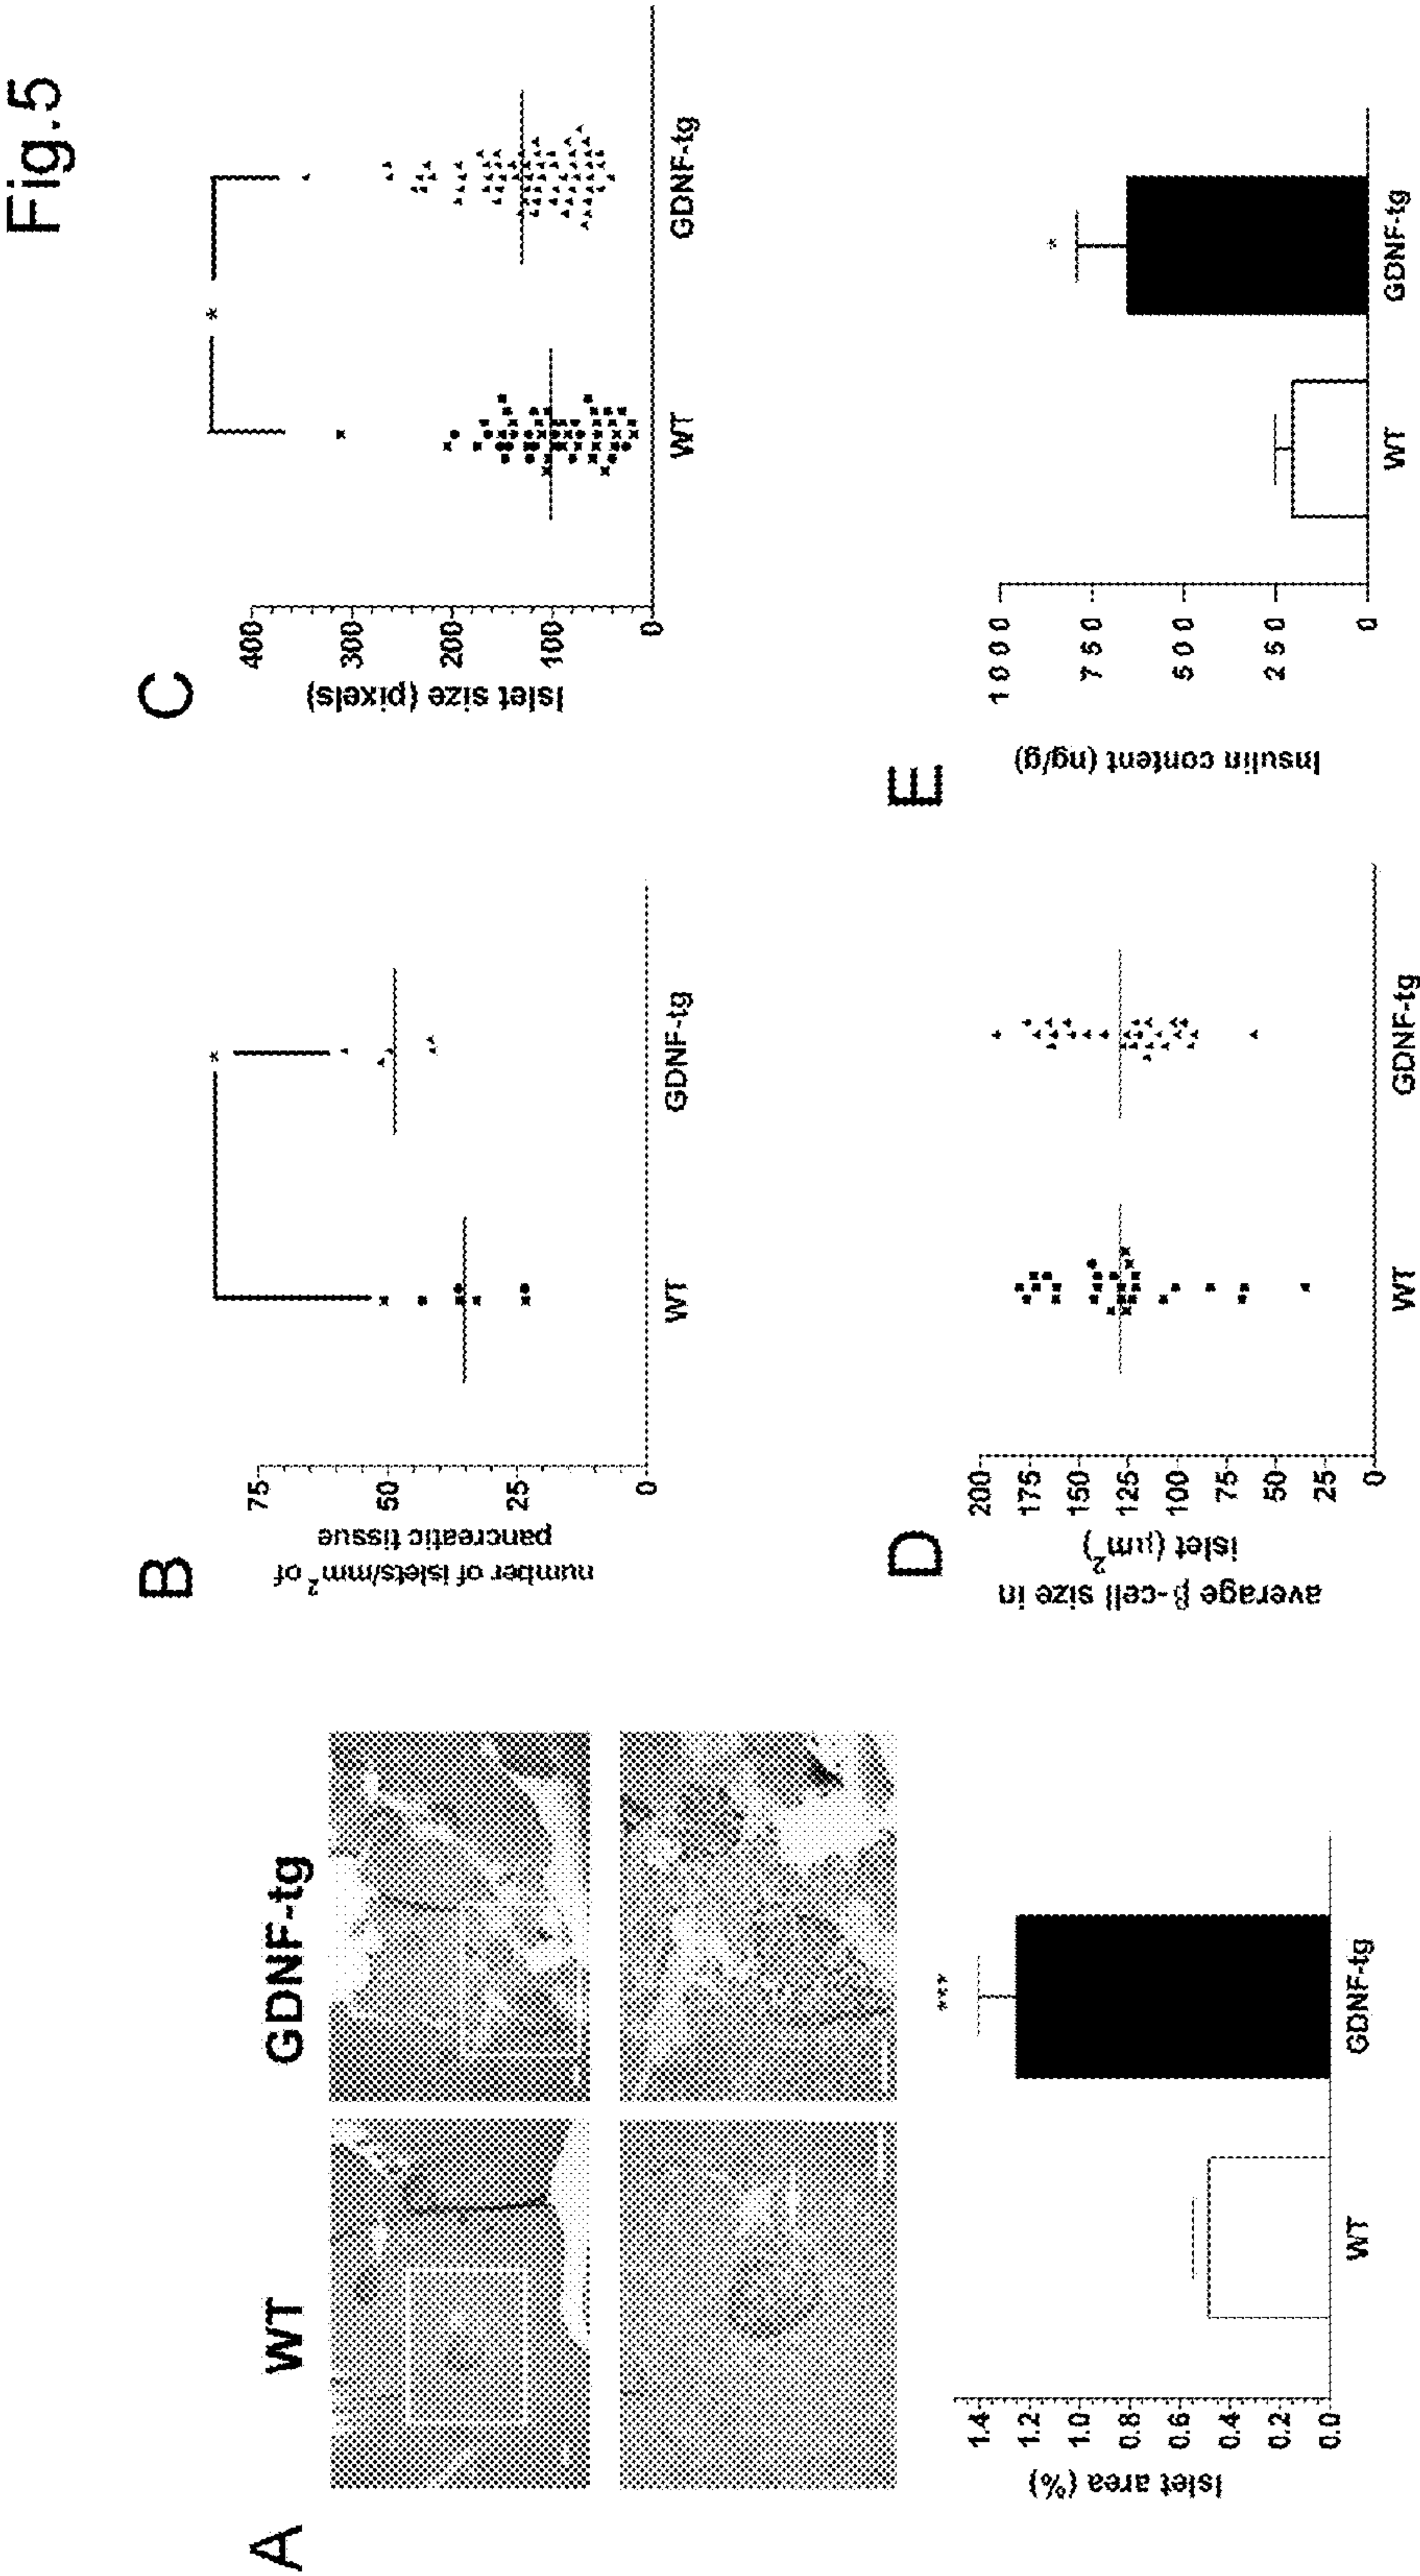 Fig.5
A
WT
GDNF-tg
Islet area (%)
1.4
1.2
1.0
0.8
0.6
0.4
0.2
0.0
***
WT
GDNF-tg
B
number of islets/mm² of
pancreatic tissue
75
50
25
0
*
WT
GDNF-tg
C
Islet size (pixels)
400
300
200
100
0
*
WT
GDNF-tg
D
average β-cell size in
islet (μm²)
200
175
150
125
100
75
50
25
0
WT
GDNF-tg
E
Insulin content (ng/g)
1000
750
500
250
0
*
WT
GDNF-tg